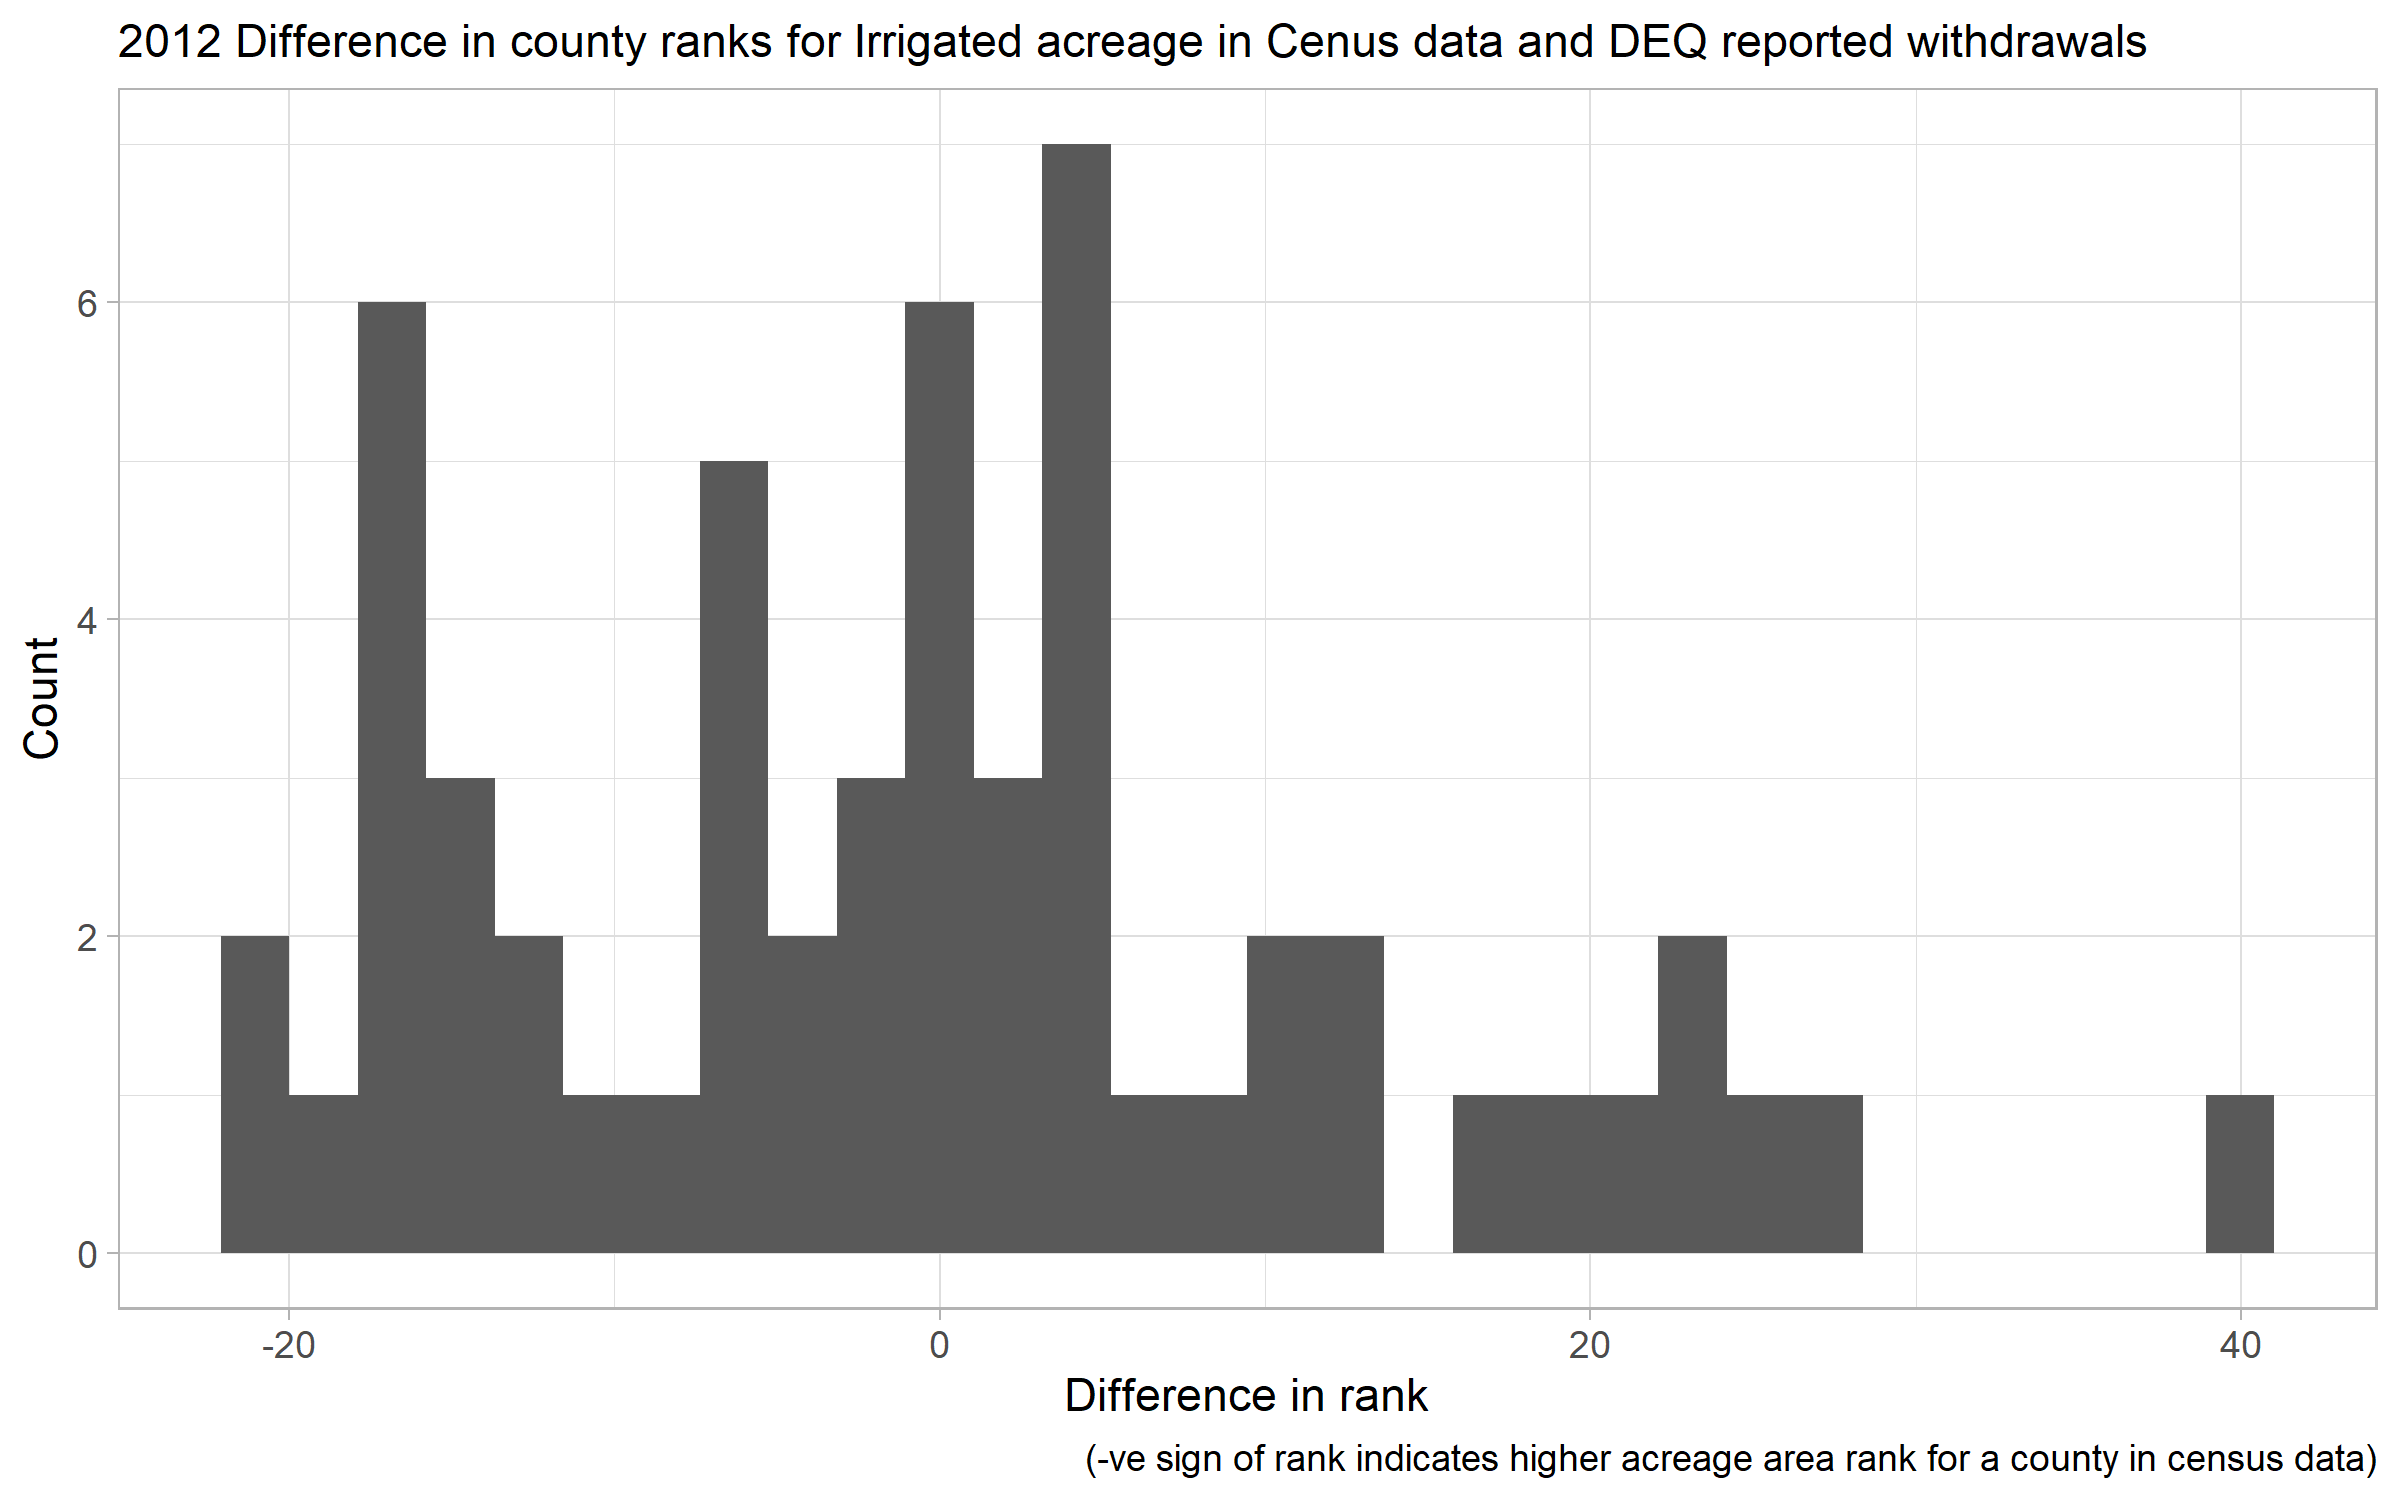 2012 Difference in county ranks for Irrigated acreage in Cenus data and DEQ reported withdrawals
6
4
2
0
Count
-20
0
20
40
Difference in rank
(-ve sign of rank indicates higher acreage area rank for a county in census data)